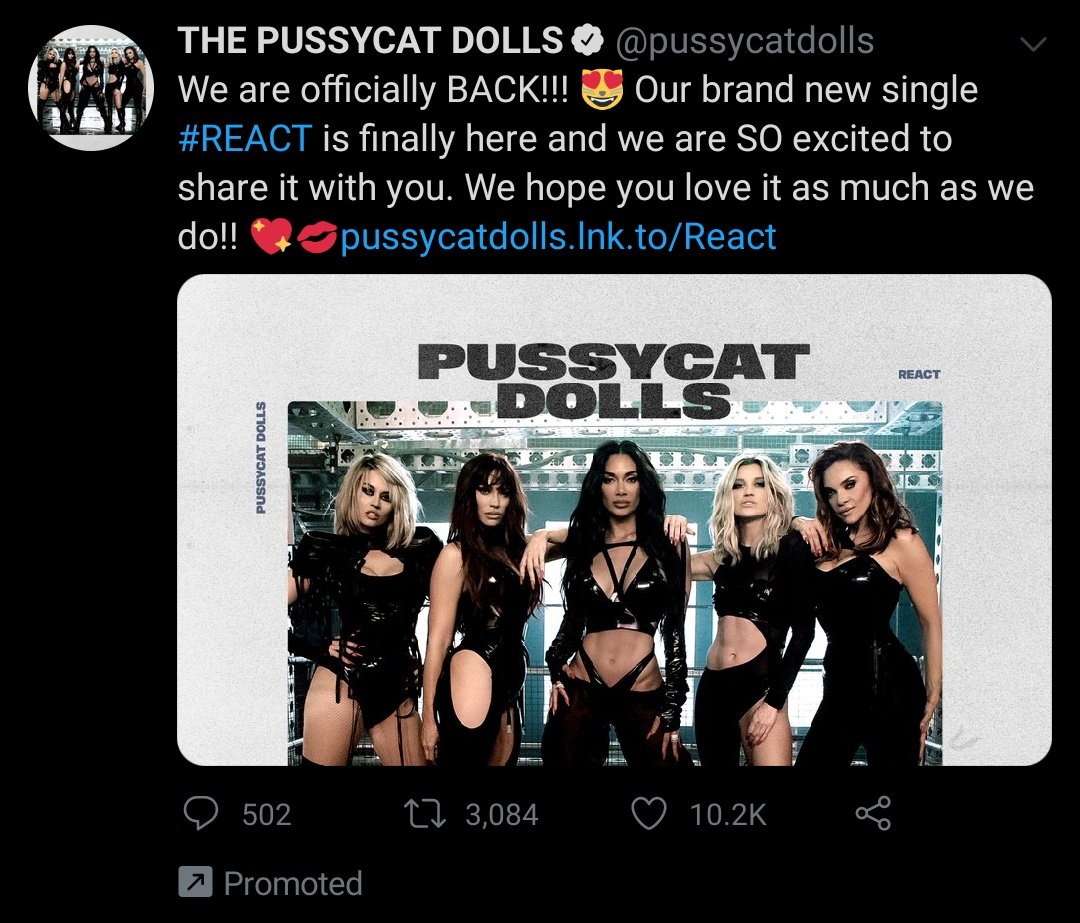 THE PUSSYCAT DOLLS @pussycatdolls
We are officially BACK!!! 😻 Our brand new single
#REACT is finally here and we are SO excited to
share it with you. We hope you love it as much as we
do!! 💖💋pussycatdolls.lnk.to/React
PUSSYCAT
DOLLS
REACT
PUSSYCAT DOLLS
502 3,084 10.2K
Promoted